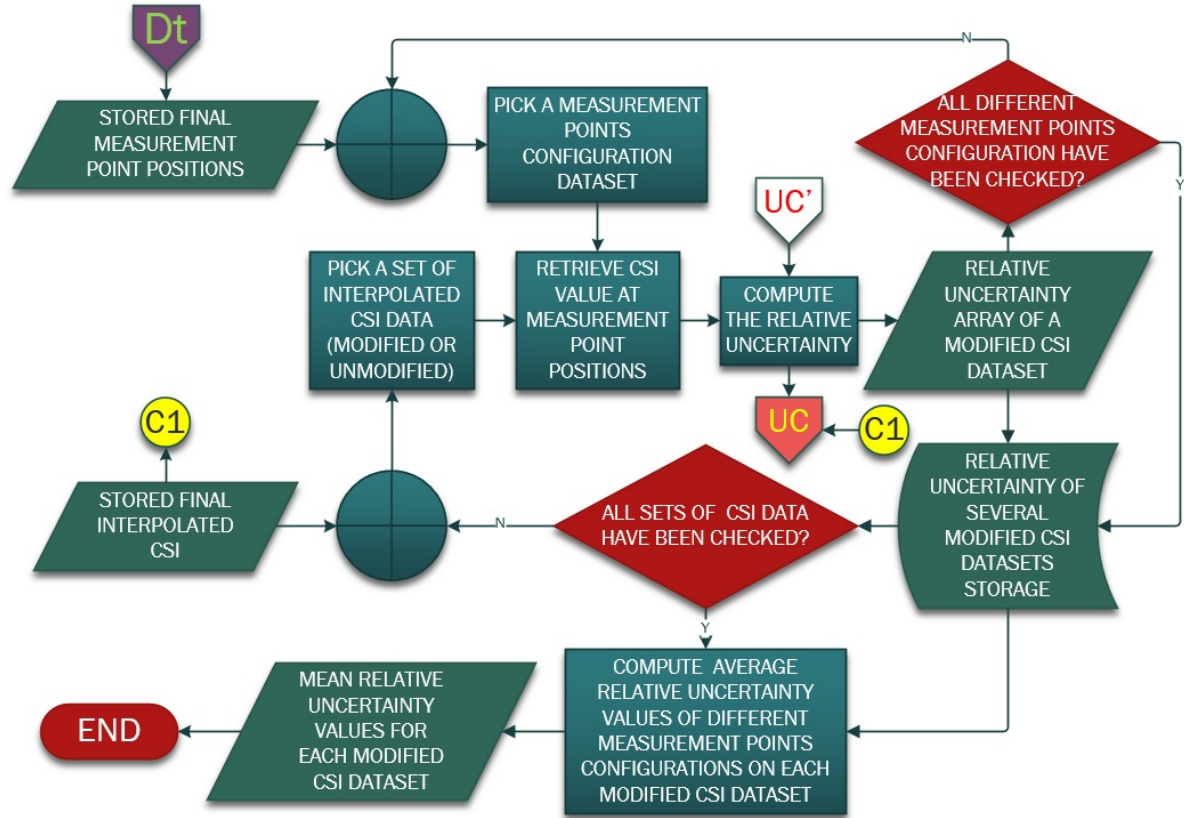 Dt
N
STORED FINAL
MEASUREMENT
POINT POSITIONS
PICK A MEASUREMENT
POINTS
CONFIGURATION
DATASET
ALL DIFFERENT
MEASUREMENT POINTS
CONFIGURATION HAVE
BEEN CHECKED?
Y
UC'
PICK A SET OF
INTERPOLATED
CSI DATA
(MODIFIED OR
UNMODIFIED)
RETRIEVE CSI
VALUE AT
MEASUREMENT
POINT
POSITIONS
COMPUTE
THE RELATIVE
UNCERTAINTY
RELATIVE
UNCERTAINTY
ARRAY OF A
MODIFIED CSI
DATASET
C1
UC
C1
STORED FINAL
INTERPOLATED
CSI
N
ALL SETS OF CSI DATA
HAVE BEEN CHECKED?
RELATIVE
UNCERTAINTY OF
SEVERAL
MODIFIED CSI
DATASETS
STORAGE
Y
END
MEAN RELATIVE
UNCERTAINTY
VALUES FOR
EACH MODIFIED
CSI DATASET
COMPUTE AVERAGE
RELATIVE UNCERTAINTY
VALUES OF DIFFERENT
MEASUREMENT POINTS
CONFIGURATIONS ON EACH
MODIFIED CSI DATASET